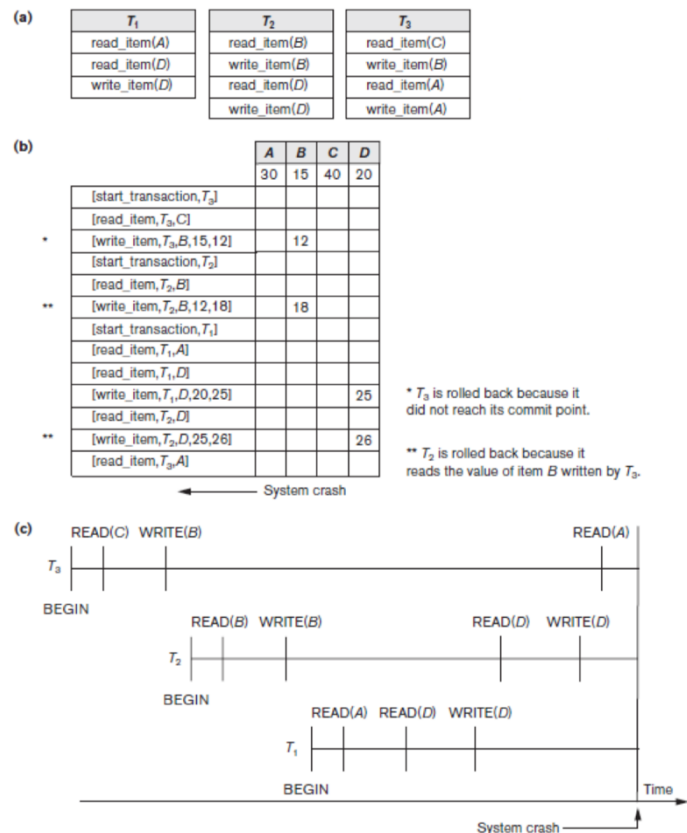 (a)
T1 T2 T3
read_item(A) read_item(B) read_item(C)
read_item(D) write_item(B) write_item(B)
write_item(D) read_item(D) read_item(A)
write_item(D) write_item(A)
(b)
A B C D
30 15 40 20
[start_transaction,T3]
[read_item,T3,C]
* [write_item,T3,B,15,12] 12
[start_transaction,T2]
[read_item,T2,B]
** [write_item,T2,B,12,18] 18
[start_transaction,T1]
[read_item,T1,A]
[read_item,T1,D]
[write_item,T1,D,20,25] 25
[read_item,T2,D]
** [write_item,T2,D,25,26] 26
[read_item,T3,A]
* T3 is rolled back because it
did not reach its commit point.
** T2 is rolled back because it
reads the value of item B written by T3.
System crash
(c)
READ(C) WRITE(B) READ(A)
T3
BEGIN
READ(B) WRITE(B) READ(D) WRITE(D)
T2
BEGIN
READ(A) READ(D) WRITE(D)
T1
BEGIN
Time
System crash